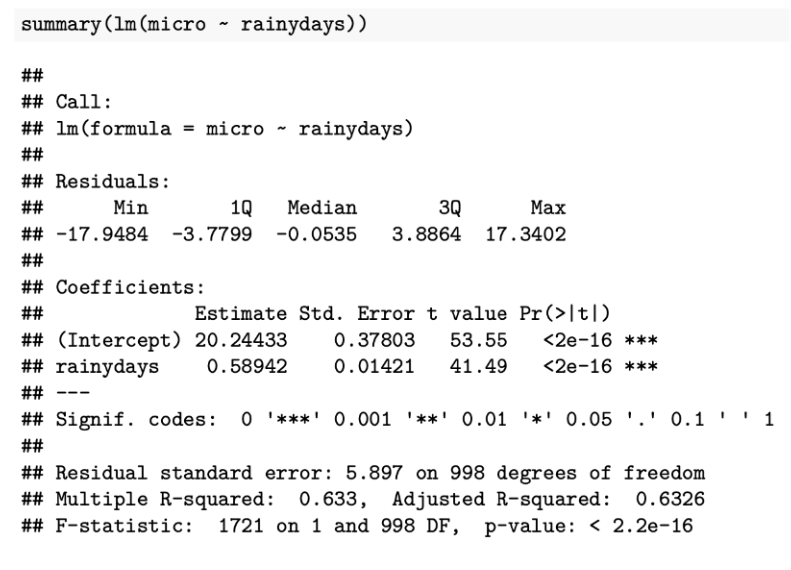 summary(lm(micro ~ rainydays))
##
## Call:
## lm(formula = micro ~ rainydays)
##
## Residuals:
##      Min       1Q   Median       3Q      Max
## -17.9484  -3.7799  -0.0535   3.8864  17.3402
##
## Coefficients:
##             Estimate Std. Error t value Pr(>|t|)
## (Intercept) 20.24433    0.37803   53.55   <2e-16 ***
## rainydays    0.58942    0.01421   41.49   <2e-16 ***
## ---
## Signif. codes:  0 '***' 0.001 '**' 0.01 '*' 0.05 '.' 0.1 ' ' 1
##
## Residual standard error: 5.897 on 998 degrees of freedom
## Multiple R-squared:  0.633,  Adjusted R-squared:  0.6326
## F-statistic:  1721 on 1 and 998 DF,  p-value: < 2.2e-16